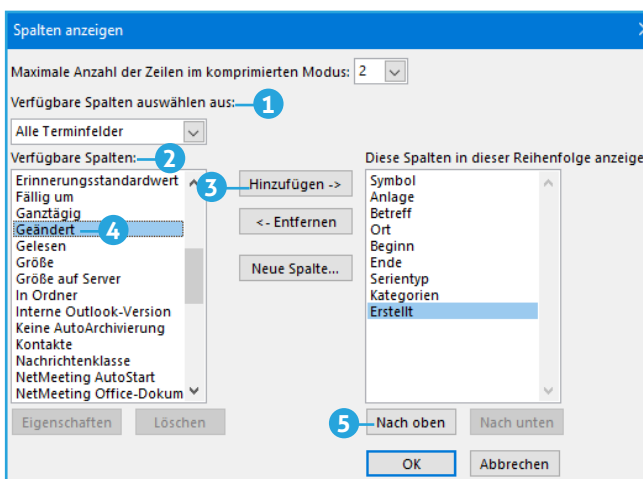 Spalten anzeigen
Maximale Anzahl der Zeilen im komprimierten Modus: 2
Verfügbare Spalten auswählen aus: 1
Alle Terminfelder
Verfügbare Spalten: 2
Diese Spalten in dieser Reihenfolge anzeige
Erinnerungsstandardwert
Fällig um
Ganztägig
Geändert 4
Gelesen
Größe
Größe auf Server
In Ordner
Interne Outlook-Version
Keine AutoArchivierung
Kontakte
Nachrichtenklasse
NetMeeting AutoStart
NetMeeting Office-Dokum
3 Hinzufügen ->
<- Entfernen
Neue Spalte...
Symbol
Anlage
Betreff
Ort
Beginn
Ende
Serientyp
Kategorien
Erstellt
Eigenschaften
Löschen
5 Nach oben
Nach unten
OK
Abbrechen